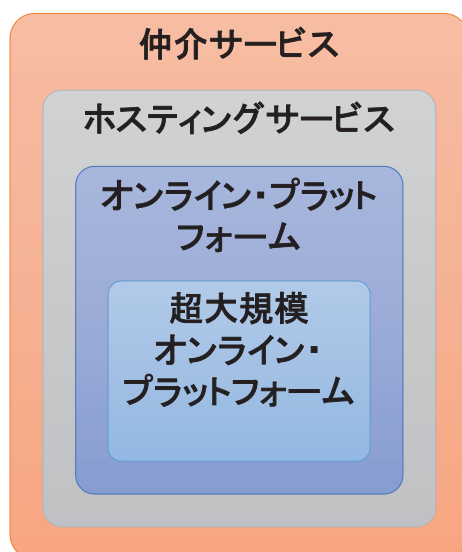 仲介サービス
ホスティングサービス
オンライン・プラット
フォーム
超大規模
オンライン・
プラットフォーム